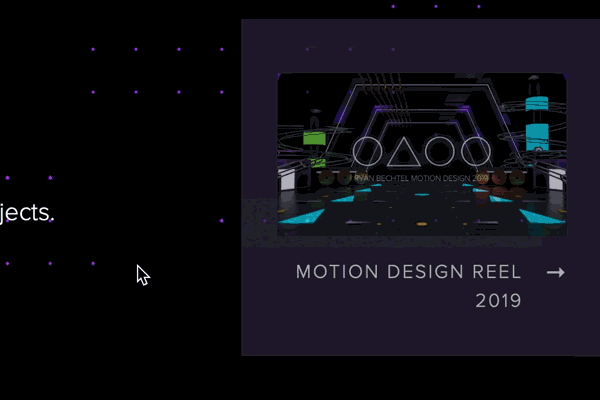 jects.
RYAN BECHTEL MOTION DESIGN 2019
MOTION DESIGN REEL
2019